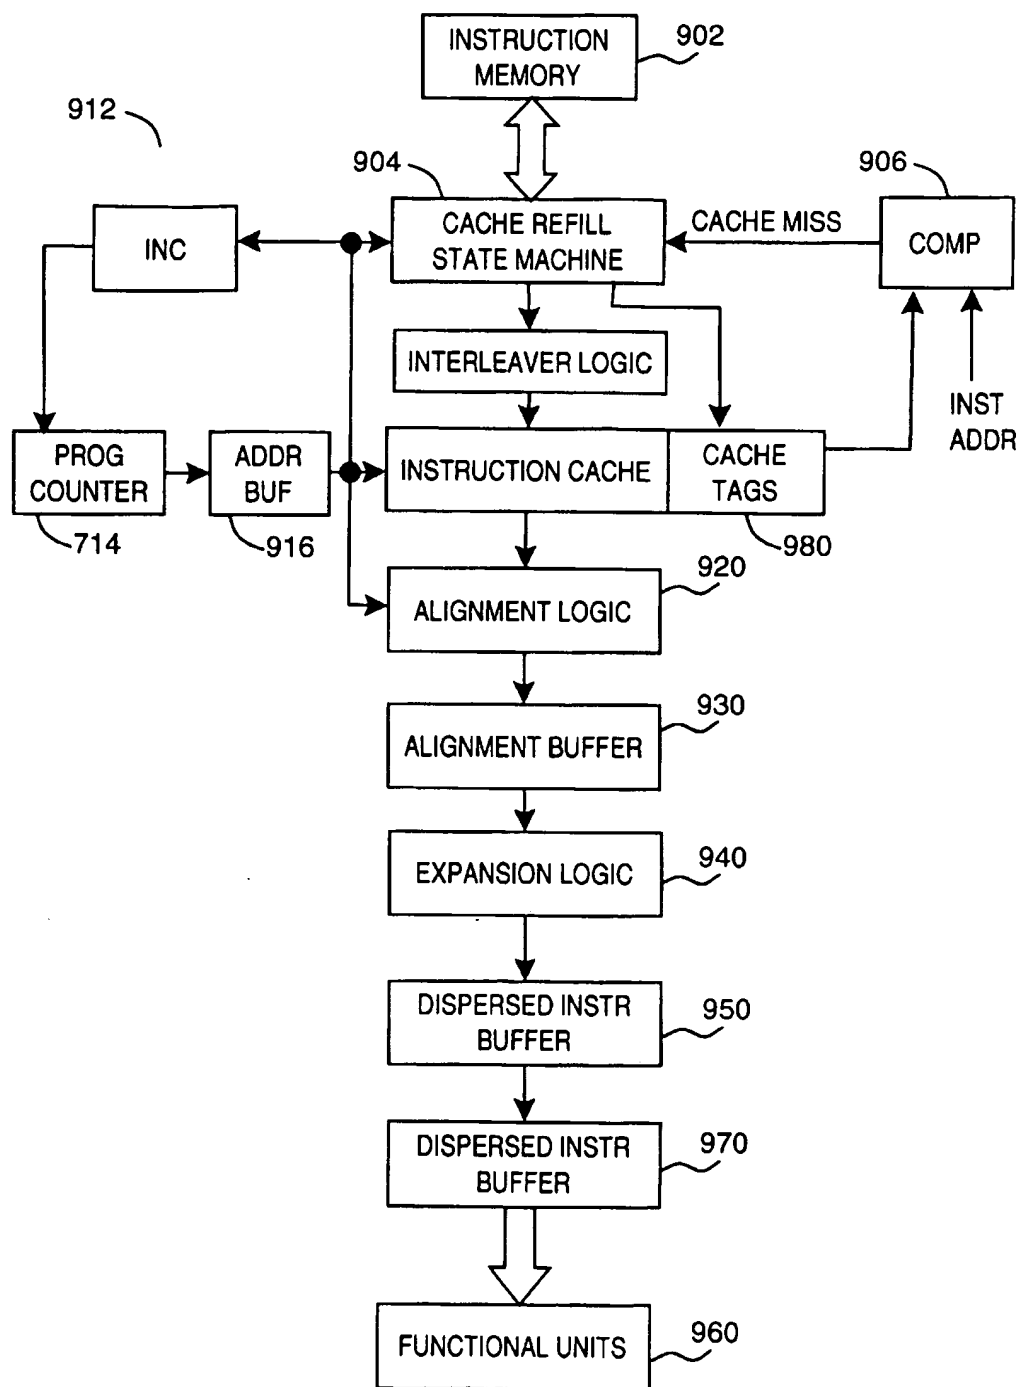 INSTRUCTION
MEMORY
902
912
904
906
CACHE REFILL
STATE MACHINE
CACHE MISS
COMP
INC
INTERLEAVER LOGIC
INST
ADDR
PROG
COUNTER
ADDR
BUF
INSTRUCTION CACHE
CACHE
TAGS
714
916
980
920
ALIGNMENT LOGIC
930
ALIGNMENT BUFFER
940
EXPANSION LOGIC
DISPERSED INSTR
BUFFER
950
DISPERSED INSTR
BUFFER
970
FUNCTIONAL UNITS
960